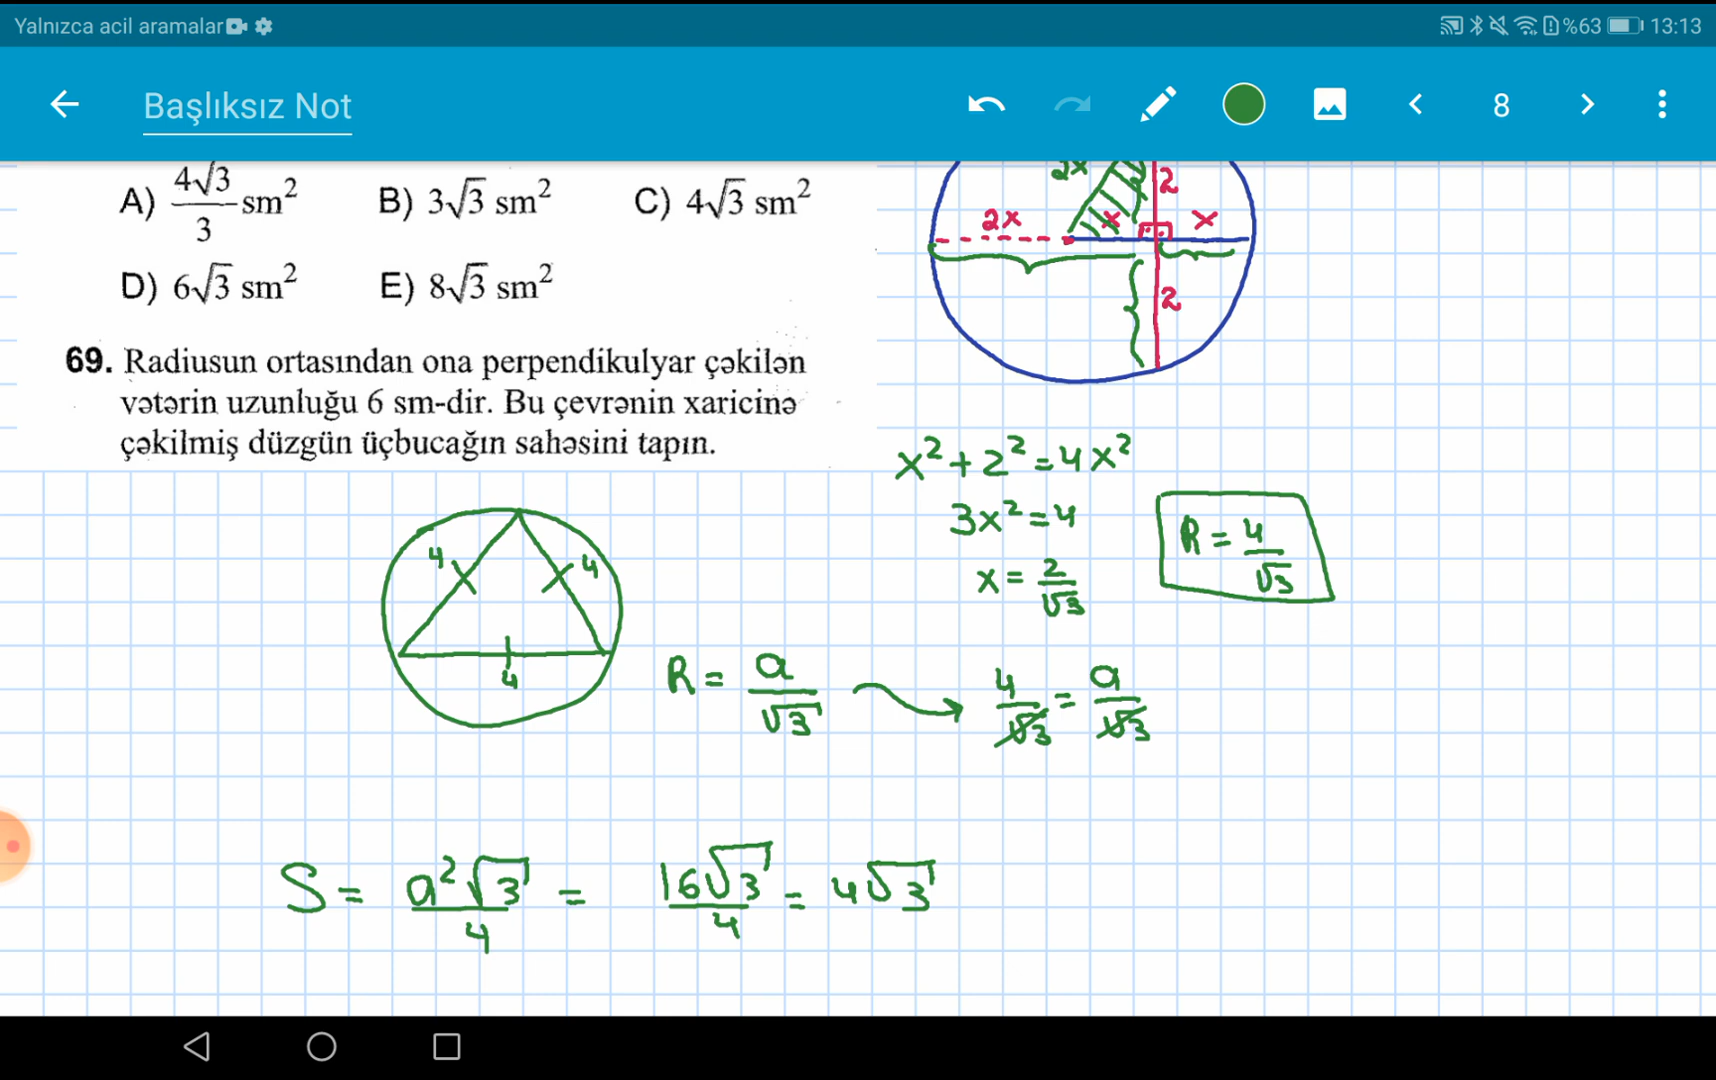 Yalnızca acil aramalar %63 13:13
Başlıksız Not 8
A) 4√3/3 sm² B) 3√3 sm² C) 4√3 sm²
D) 6√3 sm² E) 8√3 sm²
69. Radiusun ortasından ona perpendikulyar çəkilən
vətərin uzunluğu 6 sm-dir. Bu çevrənin xaricinə
çəkilmiş düzgün üçbucağın sahəsini tapın.
2x 2
2x x x
2
x² + 2² = 4x²
3x² = 4
x = 2/√3
R = 4/√3
4 4
4
R = a/√3
4/√3 = a/√3
S = a²√3/4 = 16√3/4 = 4√3